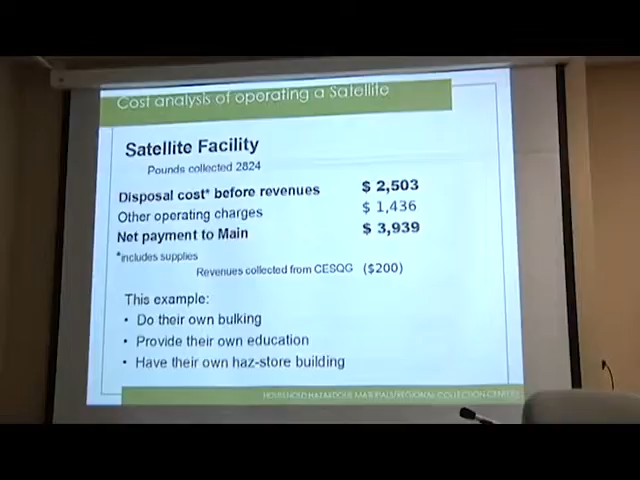 Cost analysis of operating a Satellite
Satellite Facility
Pounds collected 2824
Disposal cost* before revenues $ 2,503
Other operating charges $ 1,436
Net payment to Main $ 3,939
*includes supplies
Revenues collected from CESQG ($200)
This example:
• Do their own bulking
• Provide their own education
• Have their own haz-store building
HOUSEHOLD HAZARDOUS MATERIALS/REGIONAL COLLECTION CENTERS